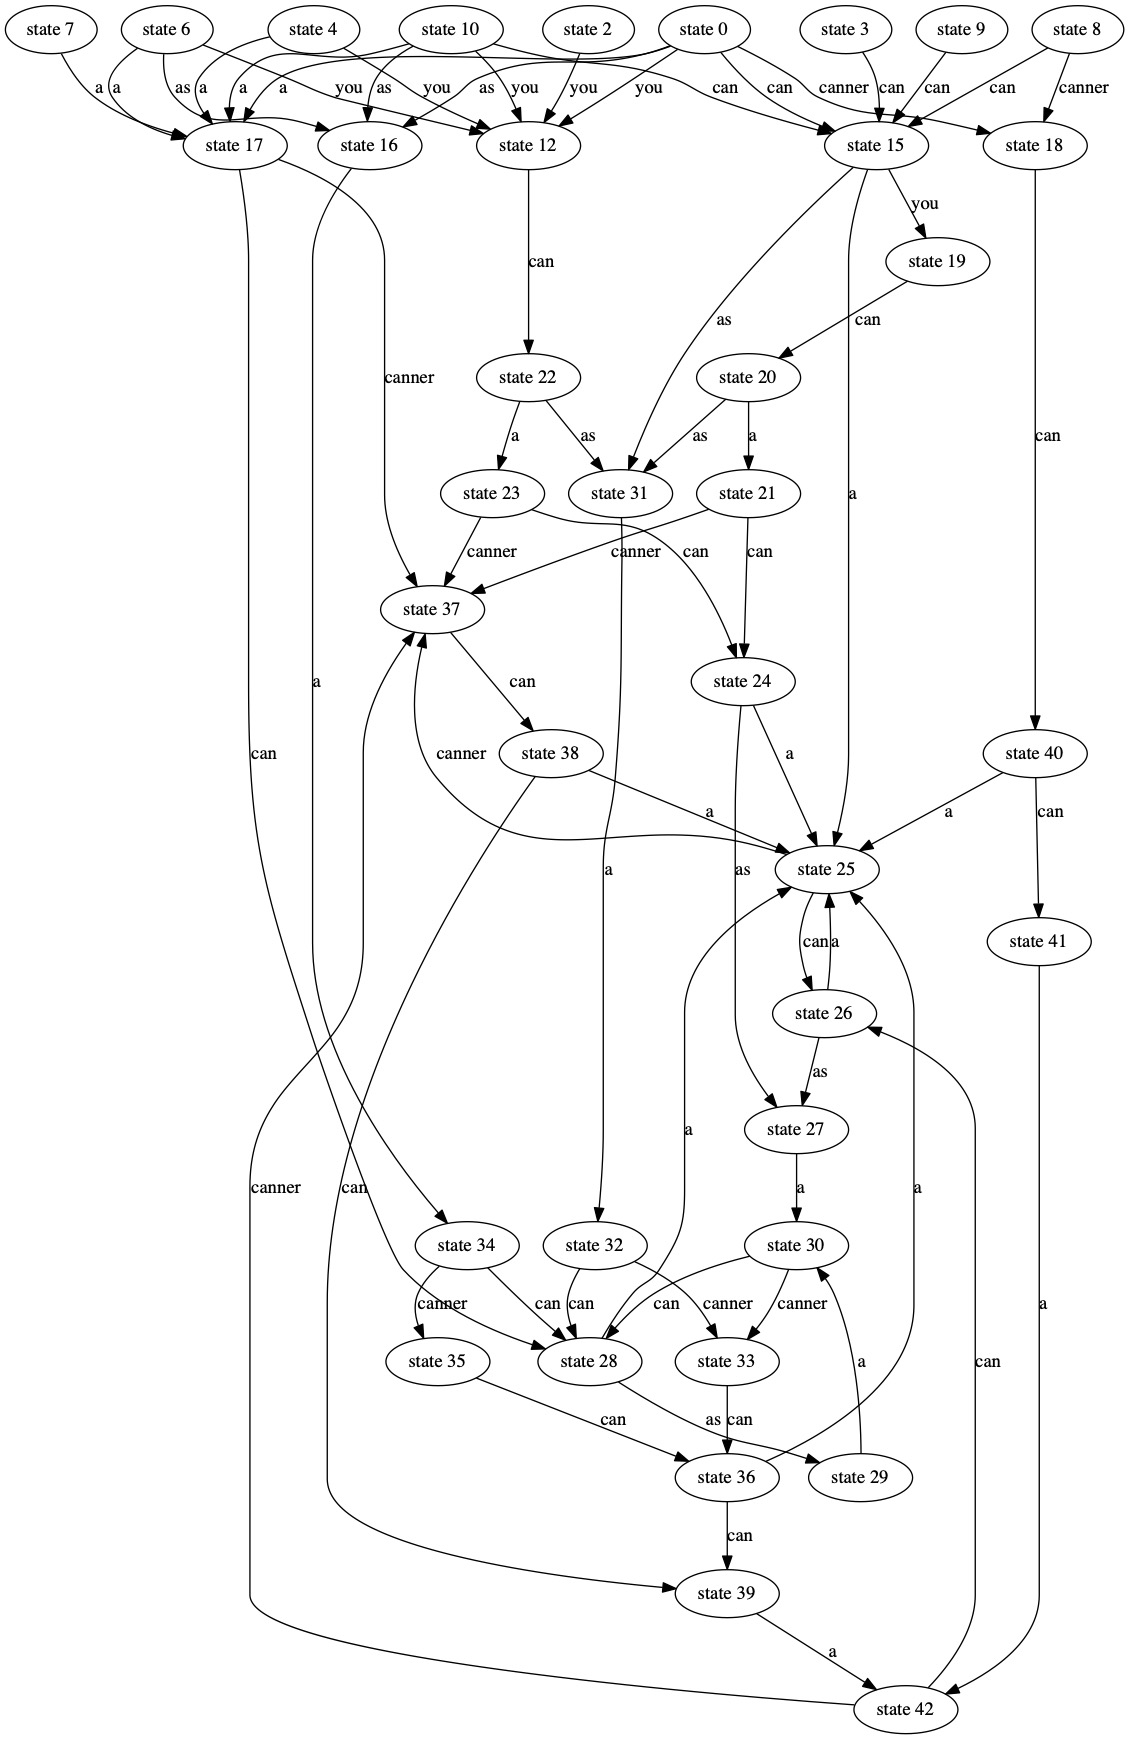 state 7 state 6 state 4 state 10 state 2 state 0 state 3 state 9 state 8
a a as a you a a as you you you as you can can canner can can can canner
state 17 state 16 state 12 state 15 state 18
you
state 19
can
as can
state 22 state 20
canner
a as as a can
state 23 state 31 state 21 a
canner canner can can
state 37
a can state 24
can canner state 38 a a state 40
a can
as state 25
can a state 41
state 26
as
a state 27
a
canner can a a
state 34 state 32 state 30
canner can can can canner canner a
state 35 state 28 state 33 a can
can as can
state 36 state 29
can
state 39
a
state 42